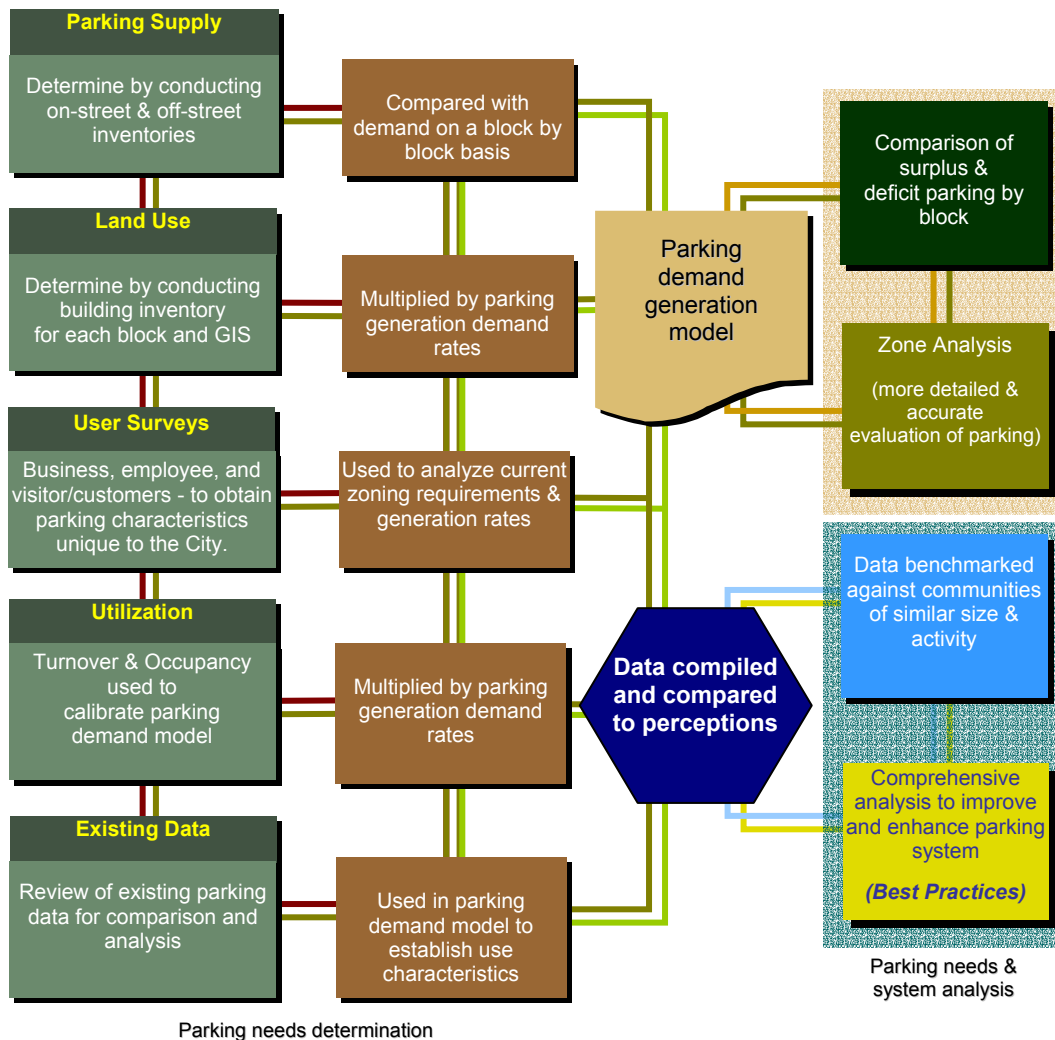 Parking Supply
Determine by conducting
on-street & off-street
inventories
Compared with
demand on a block by
block basis
Land Use
Determine by conducting
building inventory
for each block and GIS
Multiplied by parking
generation demand
rates
User Surveys
Business, employee, and
visitor/customers - to obtain
parking characteristics
unique to the City.
Used to analyze current
zoning requirements &
generation rates
Utilization
Turnover & Occupancy
used to
calibrate parking
demand model
Multiplied by parking
generation demand
rates
Existing Data
Review of existing parking
data for comparison and
analysis
Used in parking
demand model to
establish use
characteristics
Parking needs determination
Parking
demand
generation
model
Data compiled
and compared
to perceptions
Comparison of
surplus &
deficit parking by
block
Zone Analysis
(more detailed &
accurate
evaluation of parking)
Data benchmarked
against communities
of similar size &
activity
Comprehensive
analysis to improve
and enhance parking
system
(Best Practices)
Parking needs &
system analysis